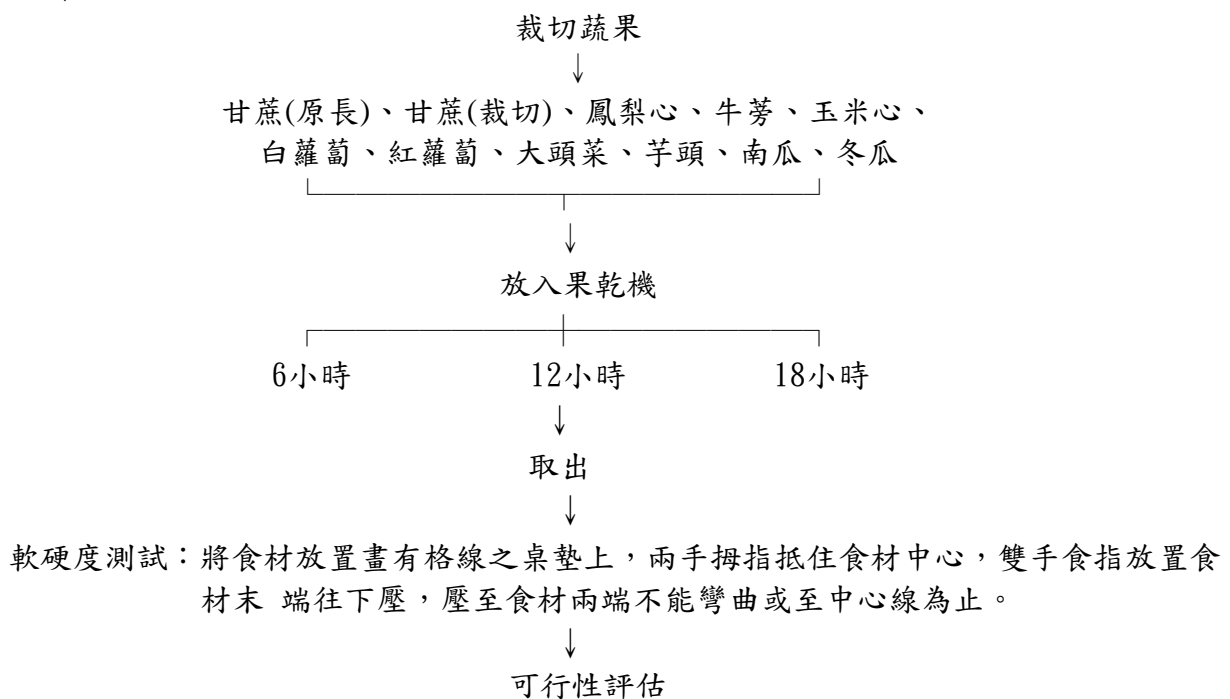 裁切蔬果
↓
甘蔗(原長)、甘蔗(裁切)、鳳梨心、牛蒡、玉米心、
白蘿蔔、紅蘿蔔、大頭菜、芋頭、南瓜、冬瓜
↓
放入果乾機
6小時 12小時 18小時
↓
取出
↓
軟硬度測試：將食材放置畫有格線之桌墊上，兩手拇指抵住食材中心，雙手食指放置食
材末 端往下壓，壓至食材兩端不能彎曲或至中心線為止。
↓
可行性評估